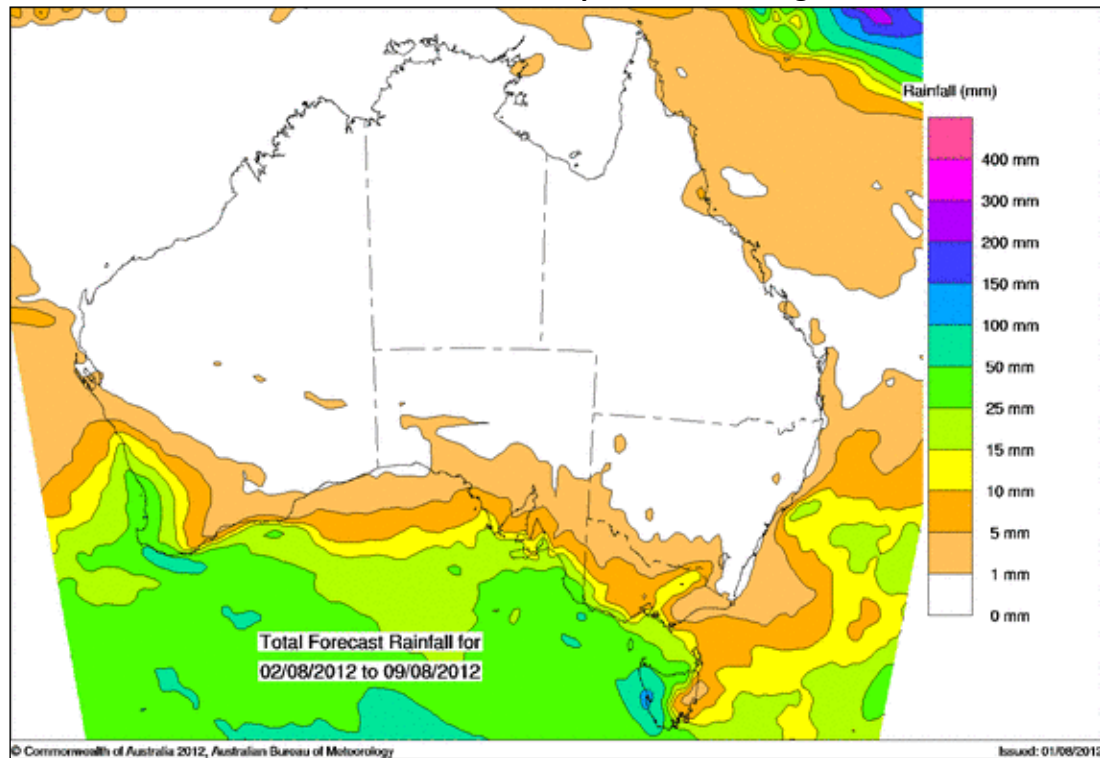 Rainfall (mm)
400 mm
300 mm
200 mm
150 mm
100 mm
50 mm
25 mm
15 mm
10 mm
5 mm
1 mm
0 mm
Total Forecast Rainfall for
02/08/2012 to 09/08/2012
© Commonwealth of Australia 2012, Australian Bureau of Meteorology
Issued: 01/08/2012